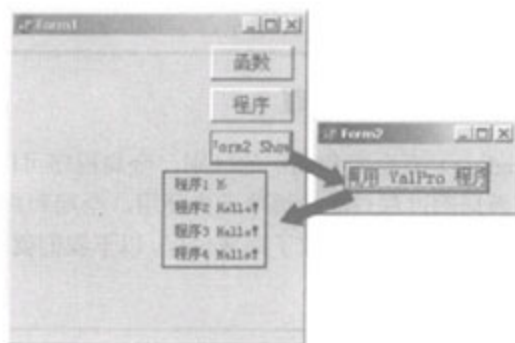 Form1
函数
程序
Form2 Show
程序1 Hi
程序2 Hello!
程序3 Hello!
程序4 Hello!
Form2
调用 ValPro 程序